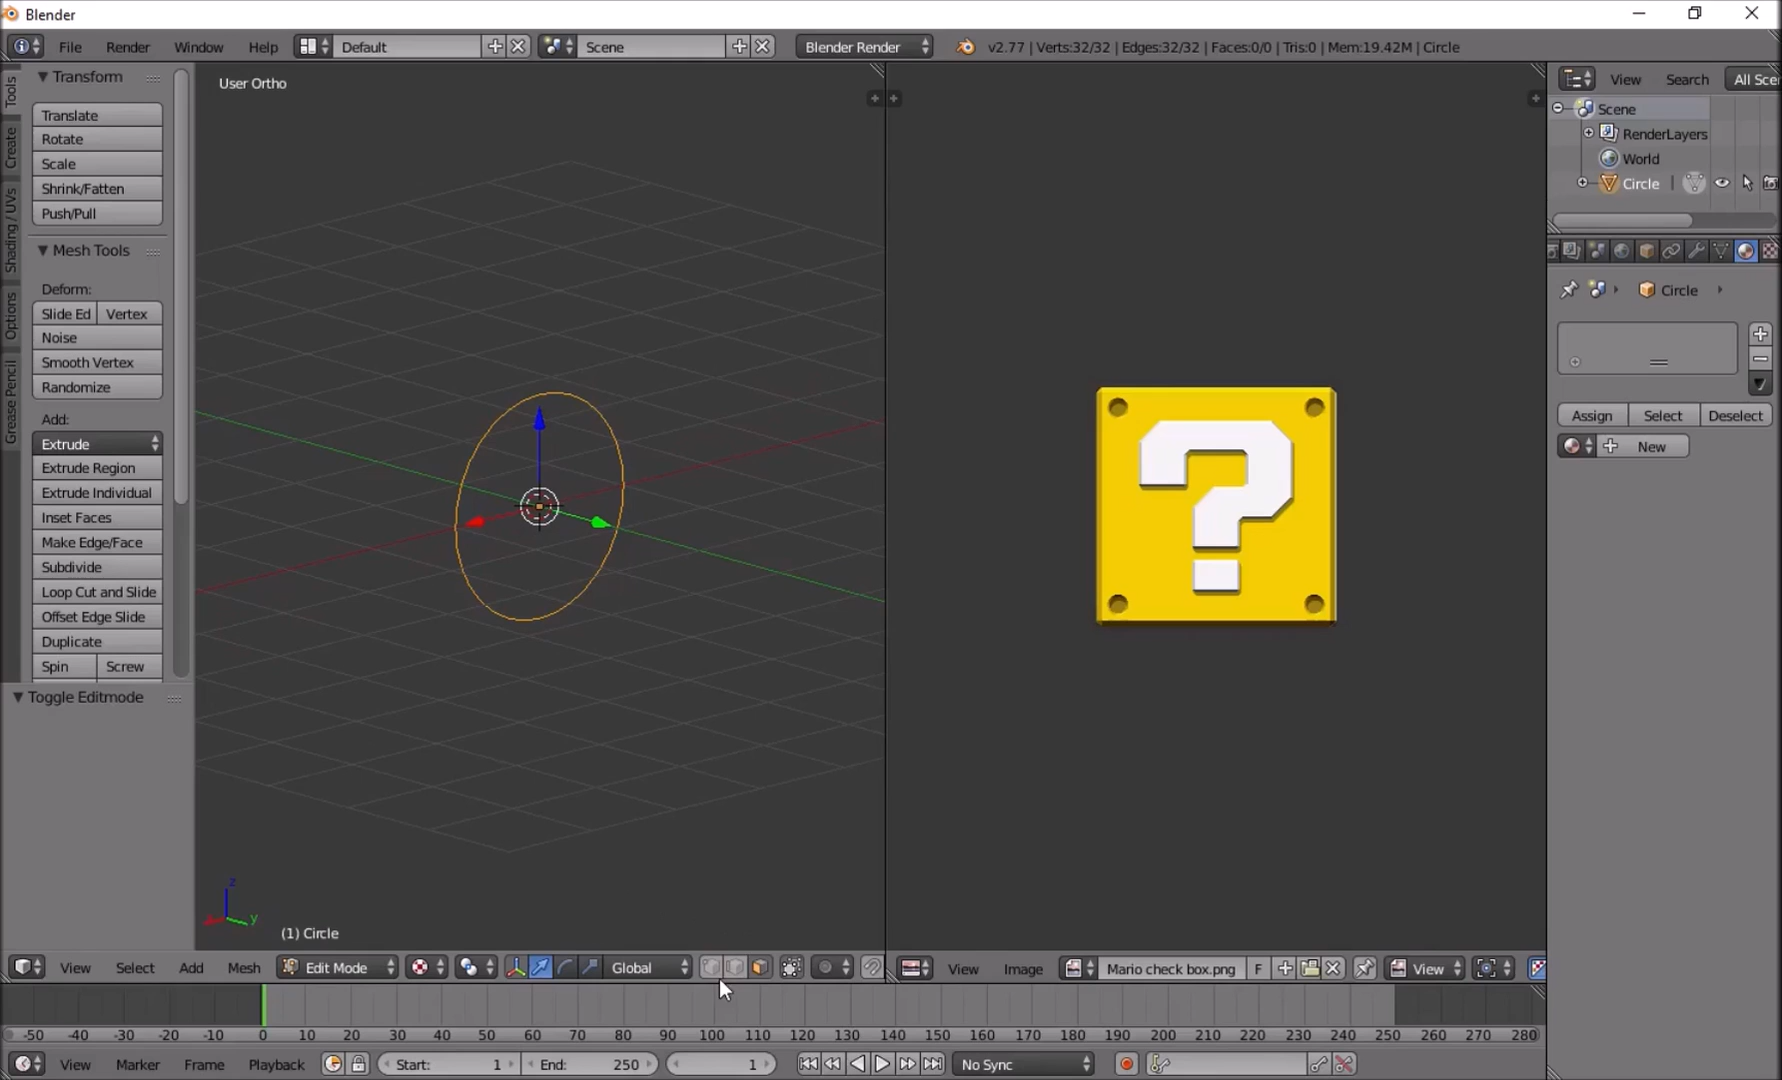 Blender
File Render Window Help Default Scene Blender Render v2.77 | Verts:32/32 | Edges:32/32 | Faces:0/0 | Tris:0 | Mem:19.42M | Circle
Tools
Create
Shading / UVs
Options
Grease Pencil
Transform
Translate
Rotate
Scale
Shrink/Fatten
Push/Pull
Mesh Tools
Deform:
Slide Ed Vertex
Noise
Smooth Vertex
Randomize
Add:
Extrude
Extrude Region
Extrude Individual
Inset Faces
Make Edge/Face
Subdivide
Loop Cut and Slide
Offset Edge Slide
Duplicate
Spin Screw
Toggle Editmode
User Ortho
z
y
(1) Circle
?
View Search All Sce
Scene
RenderLayers
World
Circle
Circle
Assign Select Deselect
New
View Select Add Mesh Edit Mode Global
View Image Mario check box.png F View
-50 -40 -30 -20 -10 0 10 20 30 40 50 60 70 80 90 100 110 120 130 140 150 160 170 180 190 200 210 220 230 240 250 260 270 280
View Marker Frame Playback Start: 1 End: 250 1 No Sync